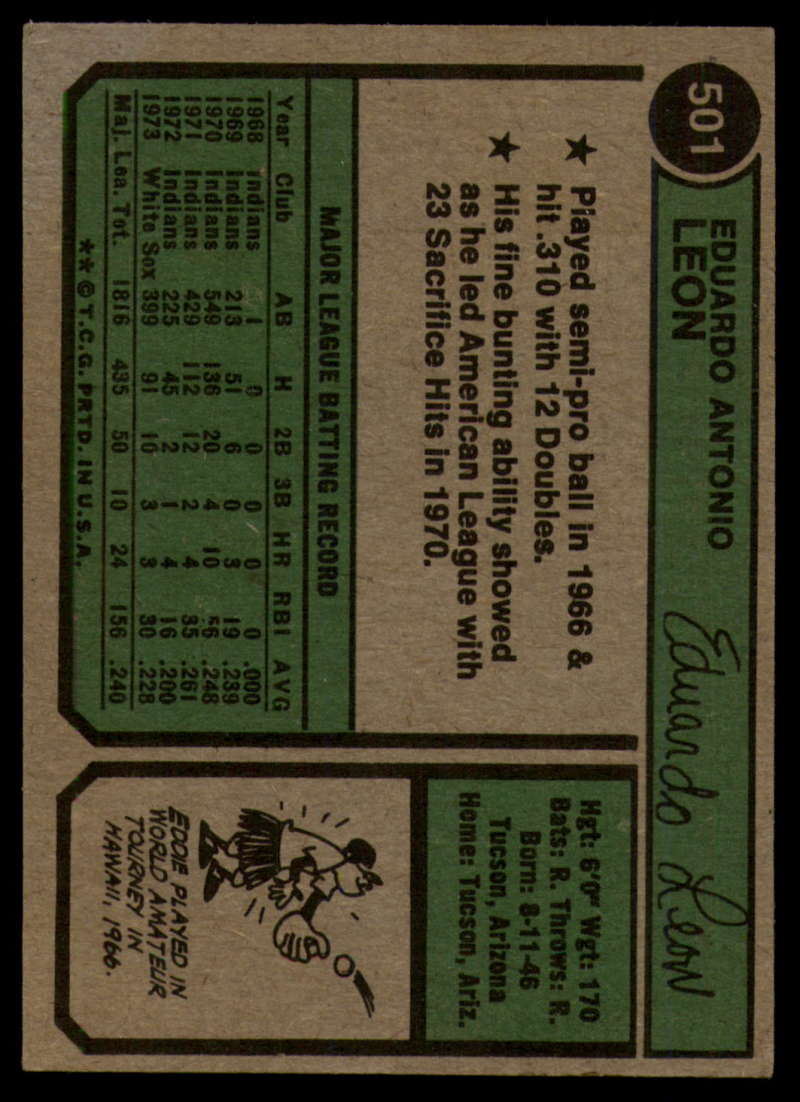 501
EDUARDO ANTONIO
LEON
Eduardo Leon
★ Played semi-pro ball in 1966 &
hit .310 with 12 Doubles.
★ His fine bunting ability showed
as he led American League with
23 Sacrifice Hits in 1970.
Hgt: 6'0" Wgt: 170
Bats: R. Throws: R.
Born: 8-11-46
Tucson, Arizona
Home: Tucson, Ariz.
MAJOR LEAGUE BATTING RECORD
Year Club AB H 2B 3B HR RBI AVG
1968 Indians 1 0 0 0 0 0 .000
1969 Indians 213 51 6 0 3 19 .239
1970 Indians 549 136 20 4 10 56 .248
1971 Indians 429 112 12 2 4 35 .261
1972 Indians 225 45 2 1 4 16 .200
1973 White Sox 399 91 10 3 3 30 .228
Maj. Lea. Tot. 1816 435 50 10 24 156 .240
** © T.C.G. PRTD. IN U.S.A.
EDDIE PLAYED IN
WORLD AMATEUR
TOURNEY IN
HAWAII, 1966.